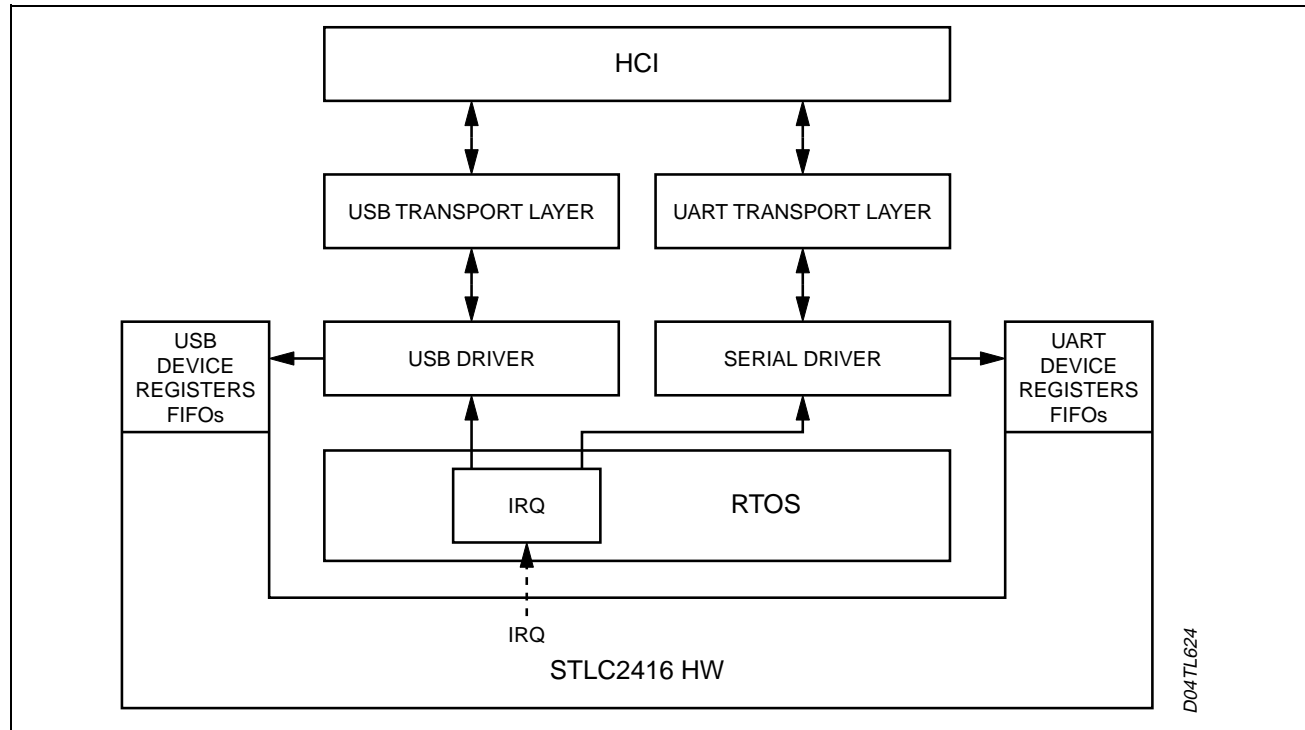 HCI
USB TRANSPORT LAYER
UART TRANSPORT LAYER
USB
DEVICE
REGISTERS
FIFOs
USB DRIVER
SERIAL DRIVER
UART
DEVICE
REGISTERS
FIFOs
IRQ
RTOS
IRQ
STLC2416 HW
D04TL624